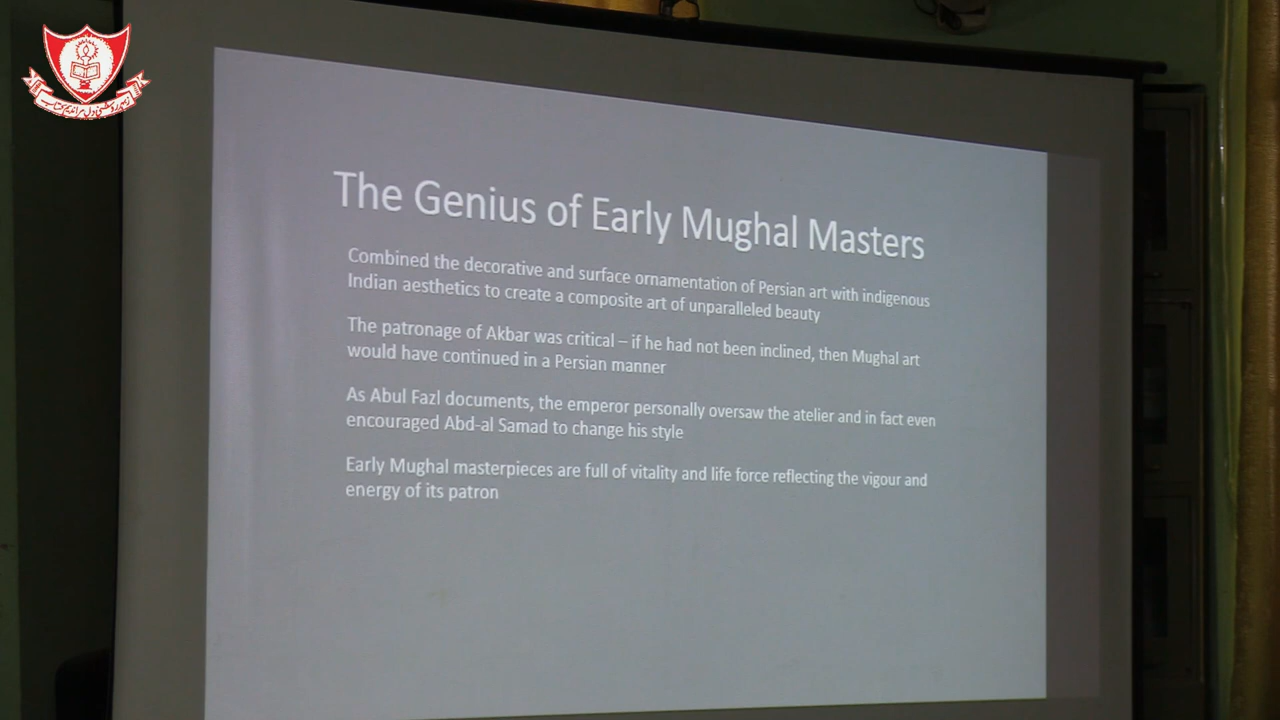 The Genius of Early Mughal Masters
Combined the decorative and surface ornamentation of Persian art with indigenous
Indian aesthetics to create a composite art of unparalleled beauty
The patronage of Akbar was critical – if he had not been inclined, then Mughal art
would have continued in a Persian manner
As Abul Fazl documents, the emperor personally oversaw the atelier and in fact even
encouraged Abd-al Samad to change his style
Early Mughal masterpieces are full of vitality and life force reflecting the vigour and
energy of its patron